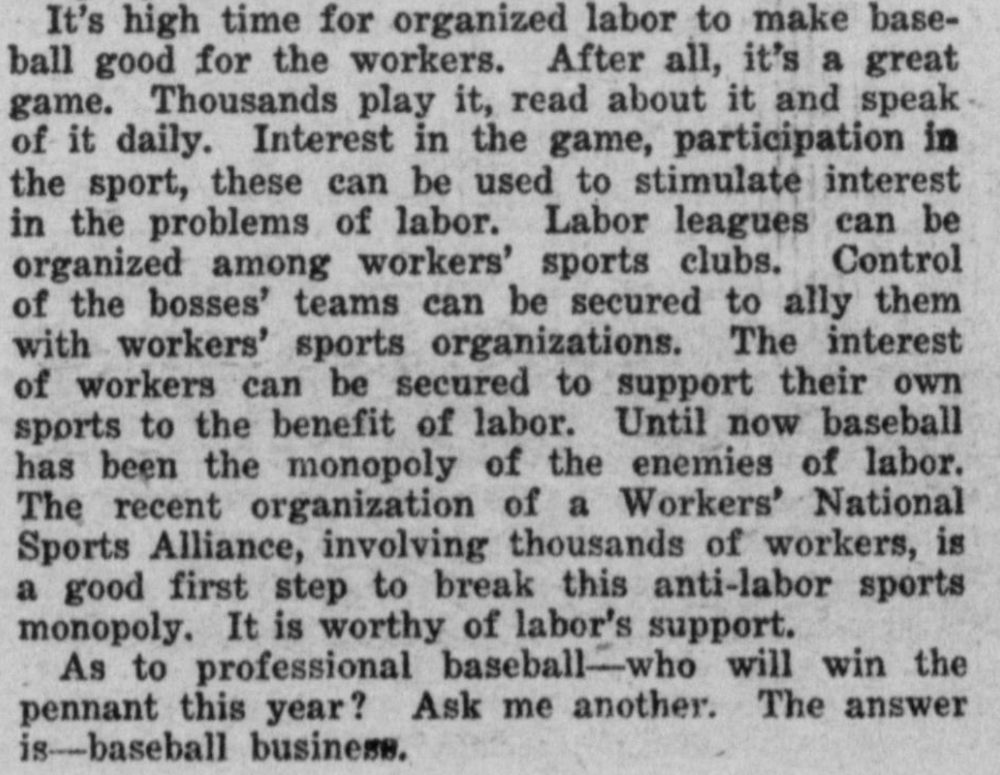 It's high time for organized labor to make base-
ball good for the workers. After all, it's a great
game. Thousands play it, read about it and speak
of it daily. Interest in the game, participation in
the sport, these can be used to stimulate interest
in the problems of labor. Labor leagues can be
organized among workers' sports clubs. Control
of the bosses' teams can be secured to ally them
with workers' sports organizations. The interest
of workers can be secured to support their own
sports to the benefit of labor. Until now baseball
has been the monopoly of the enemies of labor.
The recent organization of a Workers' National
Sports Alliance, involving thousands of workers, is
a good first step to break this anti-labor sports
monopoly. It is worthy of labor's support.
As to professional baseball—who will win the
pennant this year? Ask me another. The answer
is—baseball business.